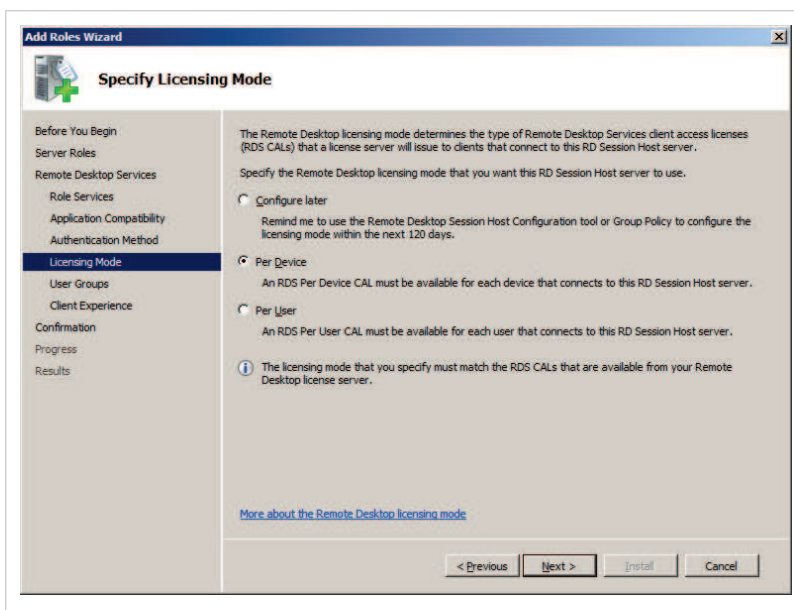 Add Roles Wizard
Specify Licensing Mode
Before You Begin
Server Roles
Remote Desktop Services
Role Services
Application Compatibility
Authentication Method
Licensing Mode
User Groups
Client Experience
Confirmation
Progress
Results
The Remote Desktop licensing mode determines the type of Remote Desktop Services client access licenses
(RDS CALs) that a license server will issue to clients that connect to this RD Session Host server.
Specify the Remote Desktop licensing mode that you want this RD Session Host server to use.
Configure later
Remind me to use the Remote Desktop Session Host Configuration tool or Group Policy to configure the
licensing mode within the next 120 days.
Per Device
An RDS Per Device CAL must be available for each device that connects to this RD Session Host server.
Per User
An RDS Per User CAL must be available for each user that connects to this RD Session Host server.
The licensing mode that you specify must match the RDS CALs that are available from your Remote
Desktop license server.
More about the Remote Desktop licensing mode
< Previous
Next >
Install
Cancel